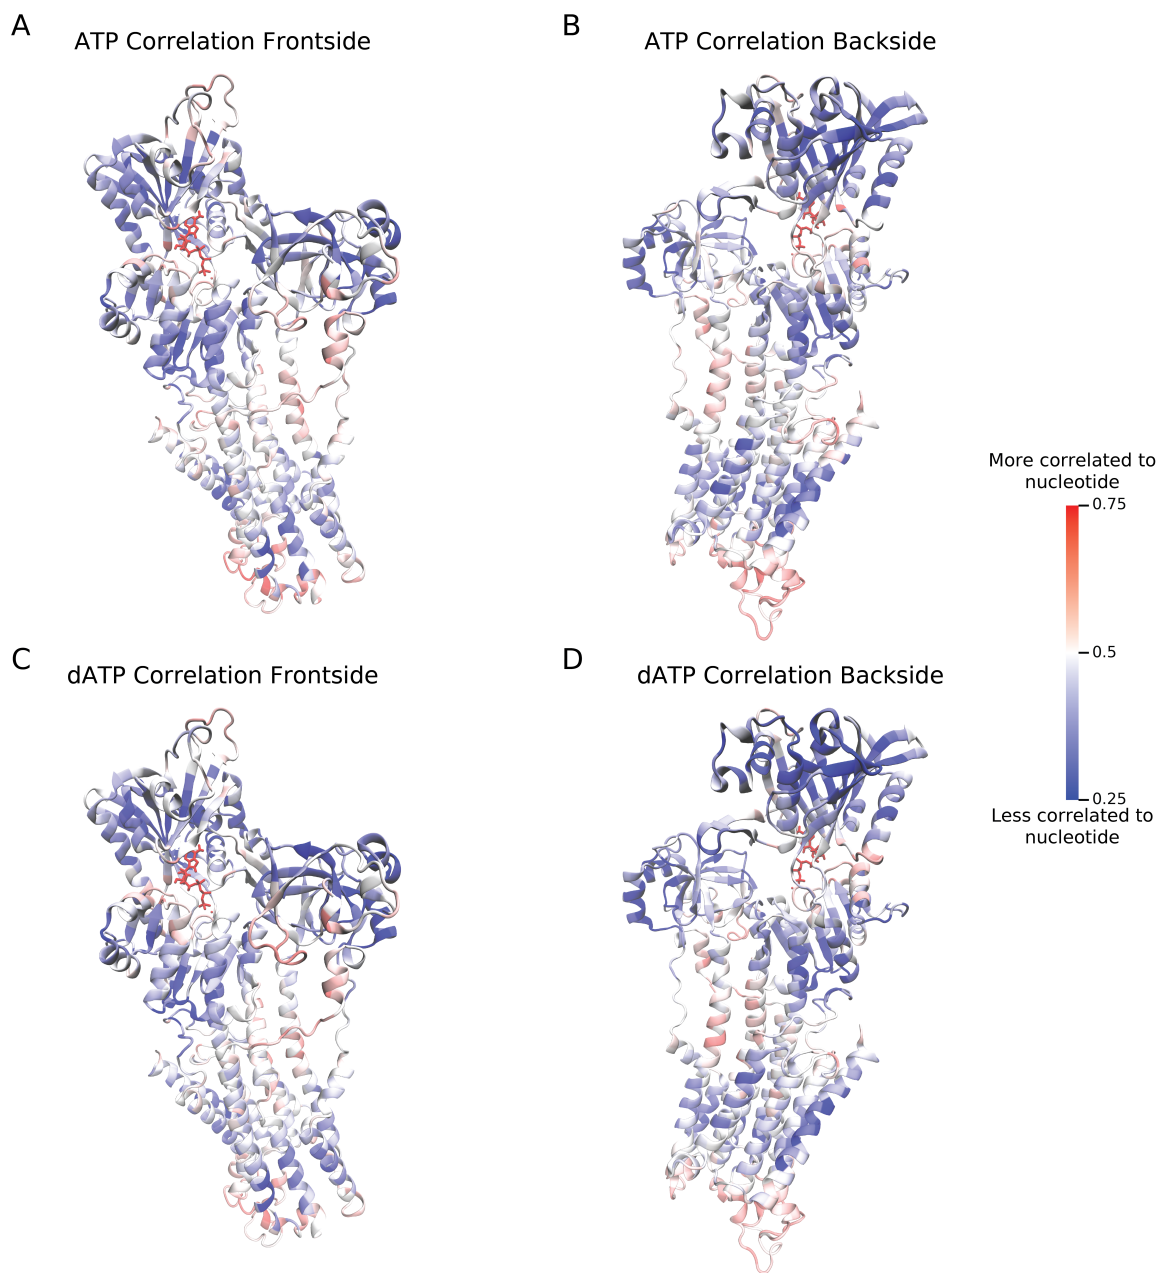 A
ATP Correlation Frontside
B
ATP Correlation Backside
More correlated to
nucleotide
0.75
0.5
0.25
Less correlated to
nucleotide
C
dATP Correlation Frontside
D
dATP Correlation Backside